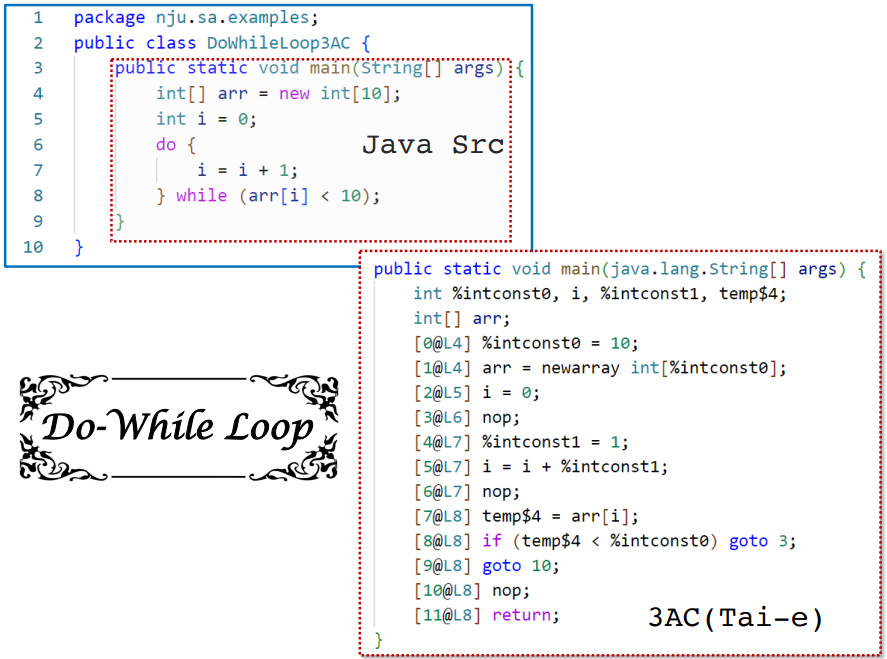 1 package nju.sa.examples;
2 public class DoWhileLoop3AC {
3 public static void main(String[] args) {
4 int[] arr = new int[10];
5 int i = 0;
6 do {
7 i = i + 1;
8 } while (arr[i] < 10);
9 }
10 }
Java Src
public static void main(java.lang.String[] args) {
int %intconst0, i, %intconst1, temp$4;
int[] arr;
[0@L4] %intconst0 = 10;
[1@L4] arr = newarray int[%intconst0];
[2@L5] i = 0;
[3@L6] nop;
[4@L7] %intconst1 = 1;
[5@L7] i = i + %intconst1;
[6@L7] nop;
[7@L8] temp$4 = arr[i];
[8@L8] if (temp$4 < %intconst0) goto 3;
[9@L8] goto 10;
[10@L8] nop;
[11@L8] return;
}
3AC(Tai-e)
Do-While Loop